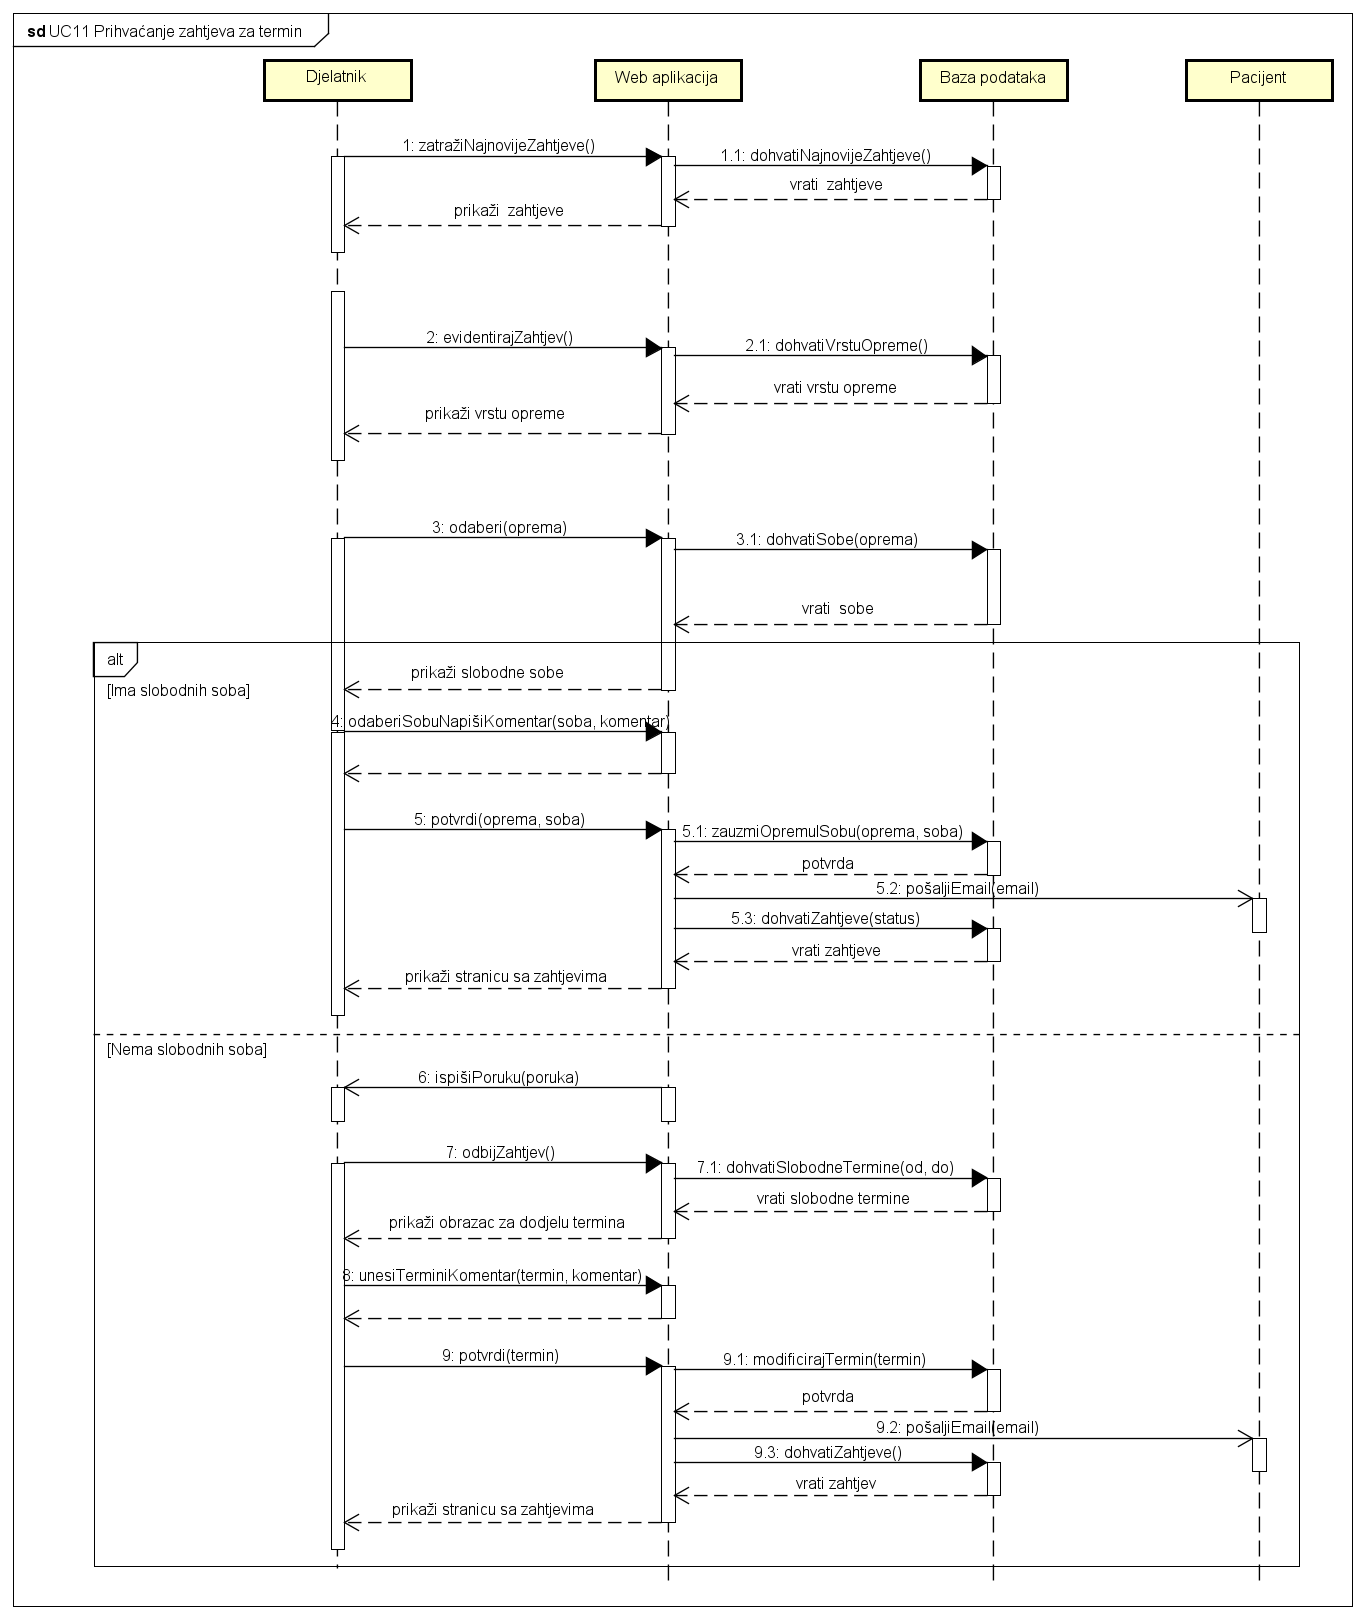 sd UC11 Prihvaćanje zahtjeva za termin
Djelatnik
Web aplikacija
Baza podataka
Pacijent
1: zatražiNajnovijeZahtjeve()
1.1: dohvatiNajnovijeZahtjeve()
vrati zahtjeve
prikaži zahtjeve
2: evidentirajZahtjev()
2.1: dohvatiVrstuOpreme()
vrati vrstu opreme
prikaži vrstu opreme
3: odaberi(oprema)
3.1: dohvatiSobe(oprema)
vrati sobe
alt
prikaži slobodne sobe
[Ima slobodnih soba]
4: odaberiSobuNapišiKomentar(soba, komentar)
5: potvrdi(oprema, soba)
5.1: zauzmiOpremuISobu(oprema, soba)
potvrda
5.2: pošaljiEmail(email)
5.3: dohvatiZahtjeve(status)
vrati zahtjeve
prikaži stranicu sa zahtjevima
[Nema slobodnih soba]
6: ispišiPoruku(poruka)
7: odbijZahtjev()
7.1: dohvatiSlobodneTermine(od, do)
vrati slobodne termine
prikaži obrazac za dodjelu termina
8: unesiTerminiKomentar(termin, komentar)
9: potvrdi(termin)
9.1: modificirajTermin(termin)
potvrda
9.2: pošaljiEmail(email)
9.3: dohvatiZahtjeve()
vrati zahtjev
prikaži stranicu sa zahtjevima